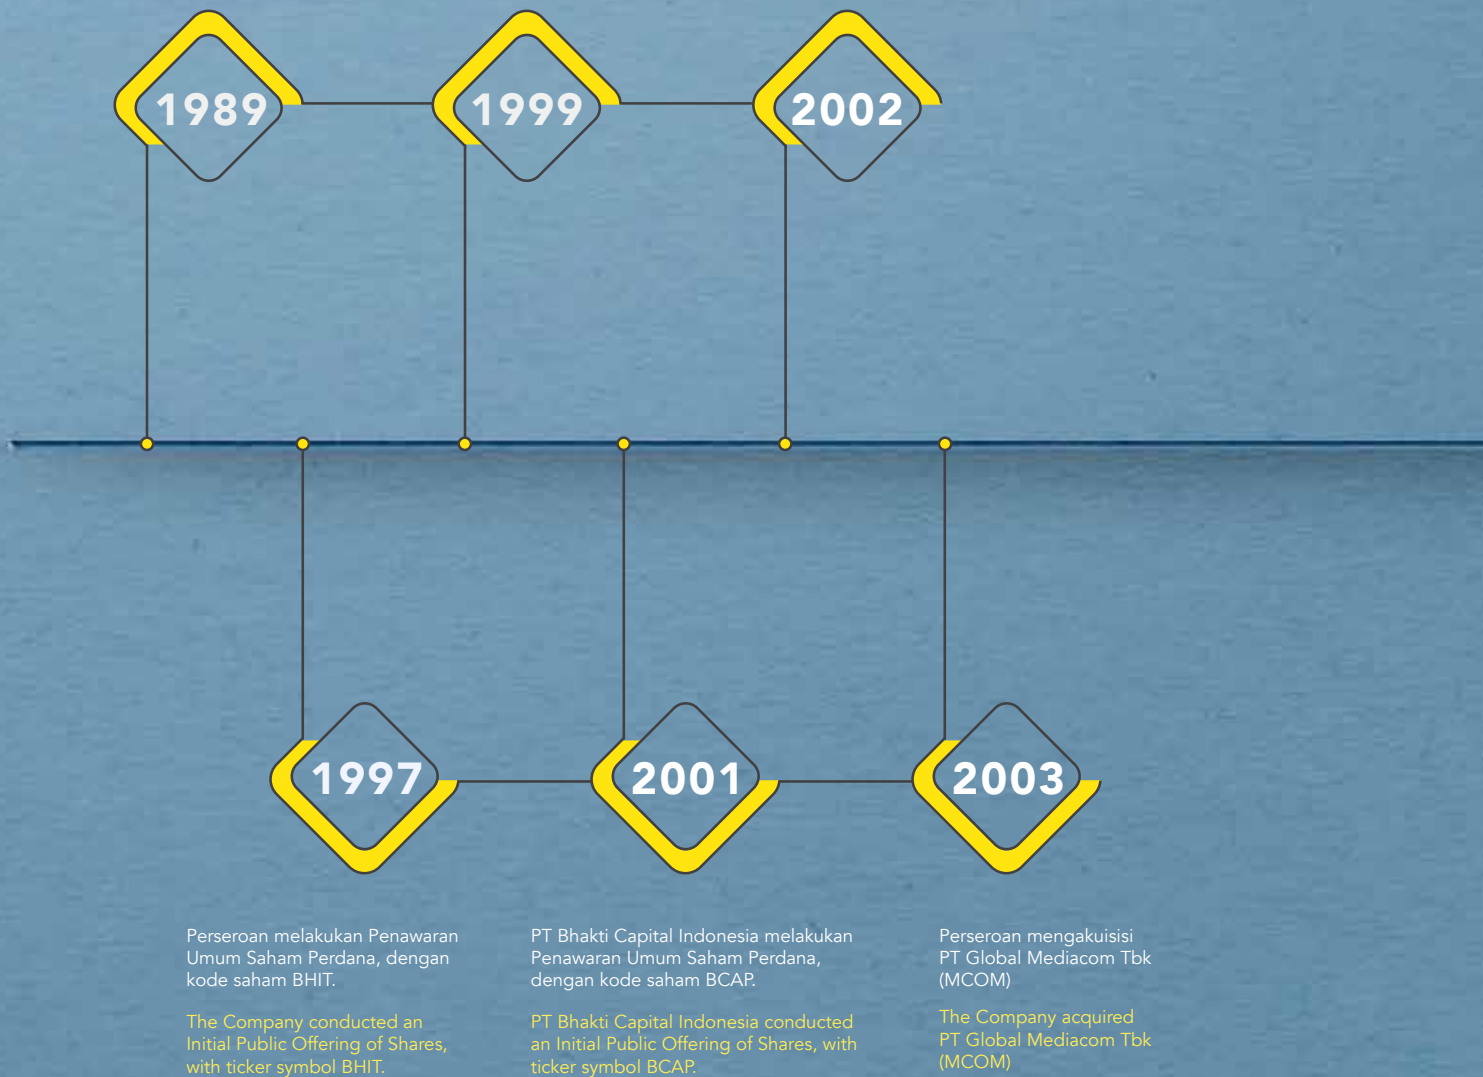 1989
1999
2002
1997
2001
2003
Perseroan melakukan Penawaran
Umum Saham Perdana, dengan
kode saham BHIT.
The Company conducted an
Initial Public Offering of Shares,
with ticker symbol BHIT.
PT Bhakti Capital Indonesia melakukan
Penawaran Umum Saham Perdana,
dengan kode saham BCAP.
PT Bhakti Capital Indonesia conducted
an Initial Public Offering of Shares, with
ticker symbol BCAP.
Perseroan mengakuisisi
PT Global Mediacom Tbk
(MCOM)
The Company acquired
PT Global Mediacom Tbk
(MCOM)